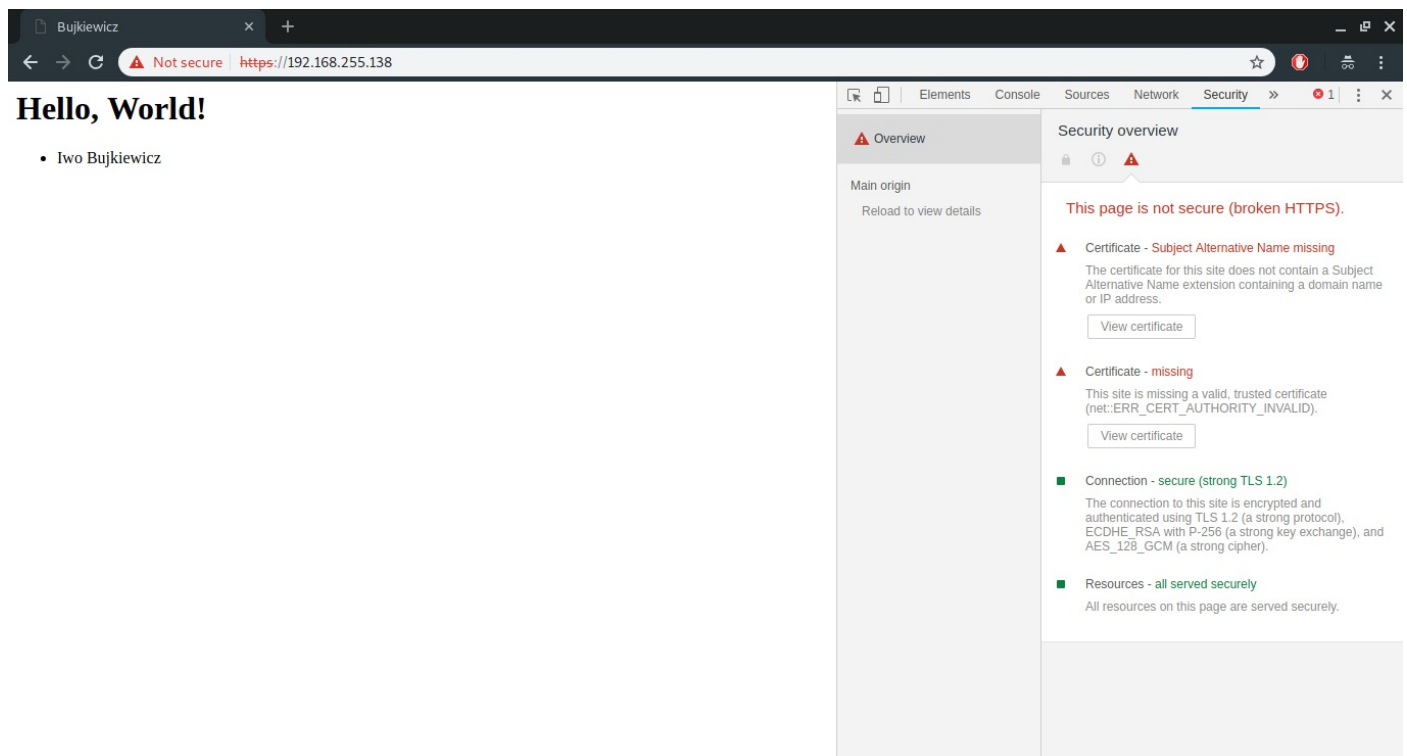 Bujkiewicz
Not secure https://192.168.255.138
Hello, World!
Iwo Bujkiewicz
Elements Console Sources Network Security » 1
Overview
Main origin
Reload to view details
Security overview
This page is not secure (broken HTTPS).
Certificate - Subject Alternative Name missing
The certificate for this site does not contain a Subject
Alternative Name extension containing a domain name
or IP address.
View certificate
Certificate - missing
This site is missing a valid, trusted certificate
(net::ERR_CERT_AUTHORITY_INVALID).
View certificate
Connection - secure (strong TLS 1.2)
The connection to this site is encrypted and
authenticated using TLS 1.2 (a strong protocol),
ECDHE_RSA with P-256 (a strong key exchange), and
AES_128_GCM (a strong cipher).
Resources - all served securely
All resources on this page are served securely.